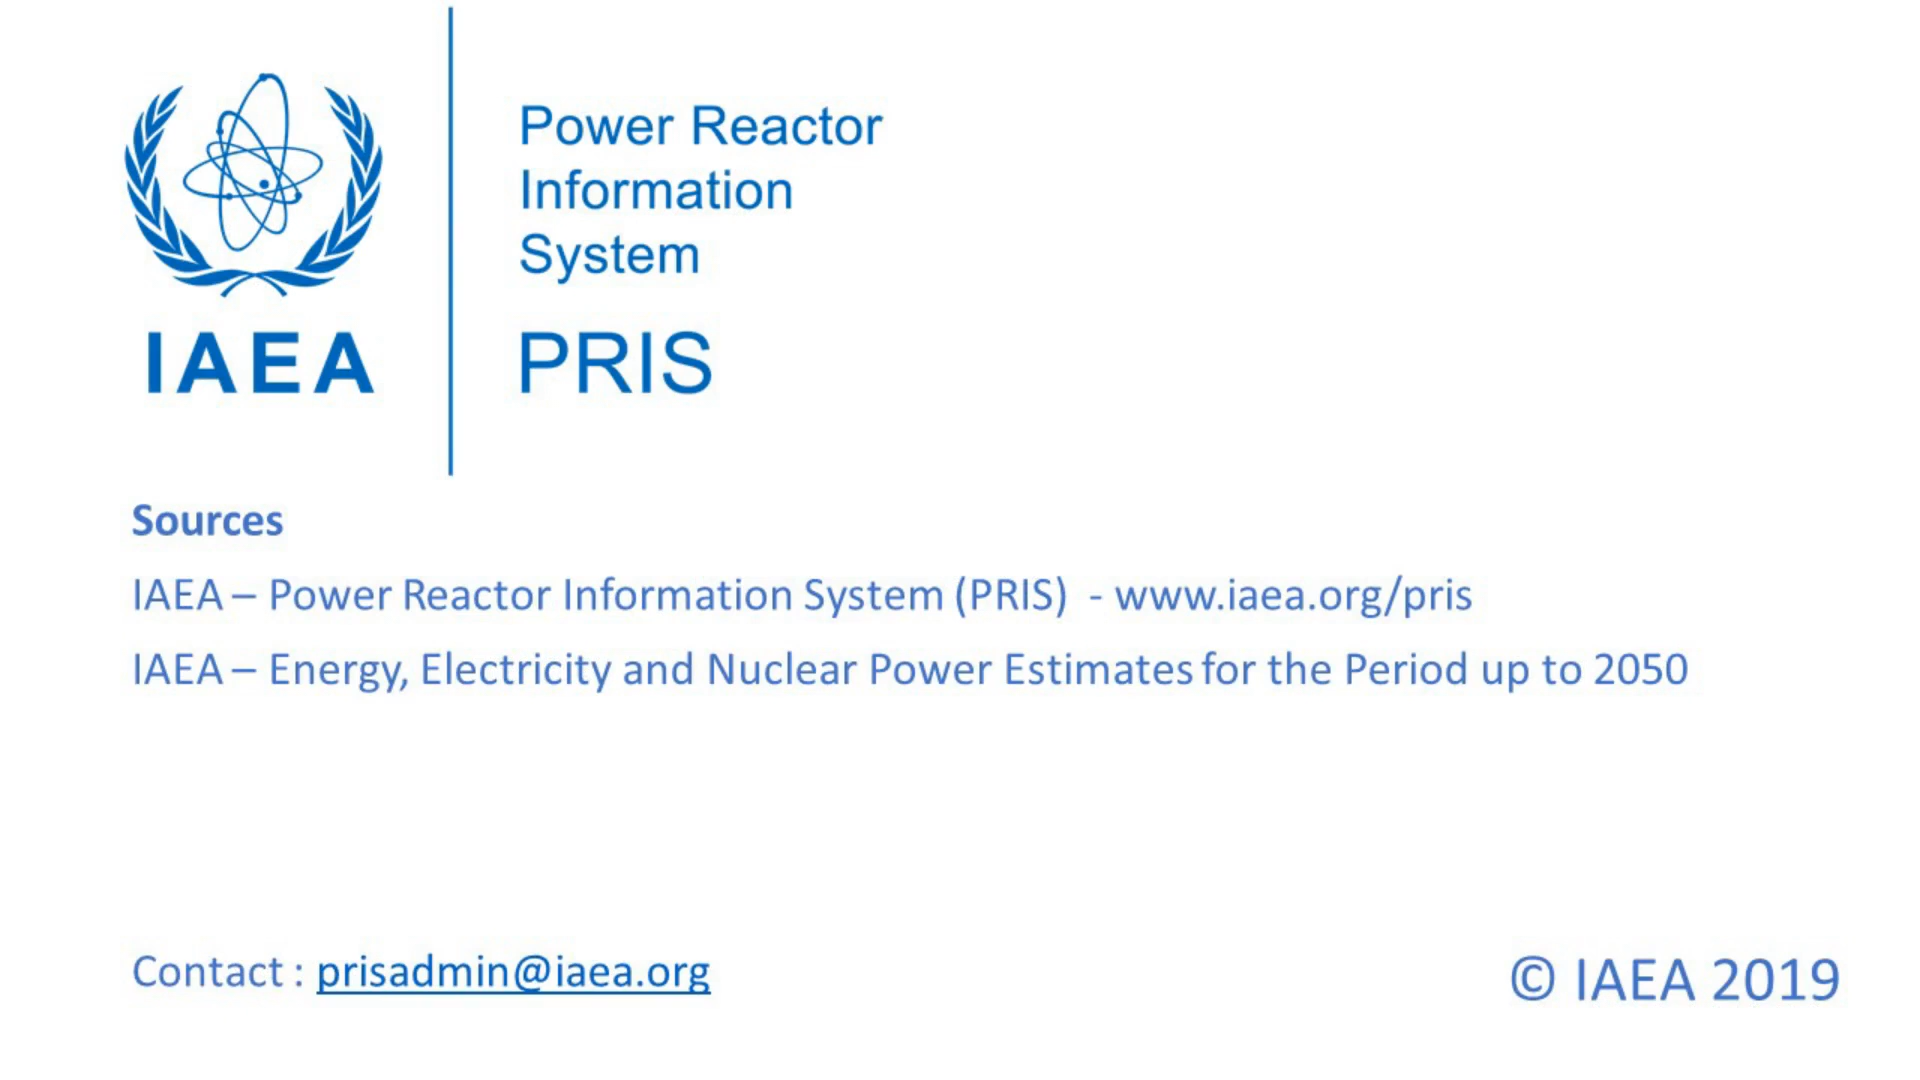 IAEA
Power Reactor
Information
System
PRIS
Sources
IAEA – Power Reactor Information System (PRIS)  - www.iaea.org/pris
IAEA – Energy, Electricity and Nuclear Power Estimates for the Period up to 2050
Contact : prisadmin@iaea.org
© IAEA 2019